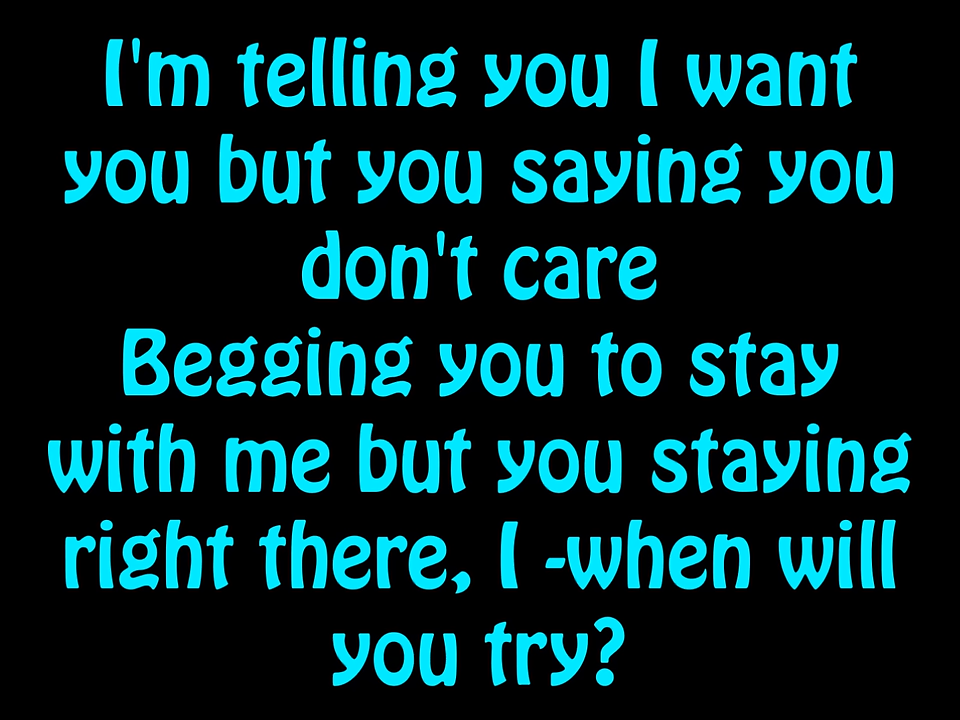 I'm telling you I want
you but you saying you
don't care
Begging you to stay
with me but you staying
right there, I -when will
you try?